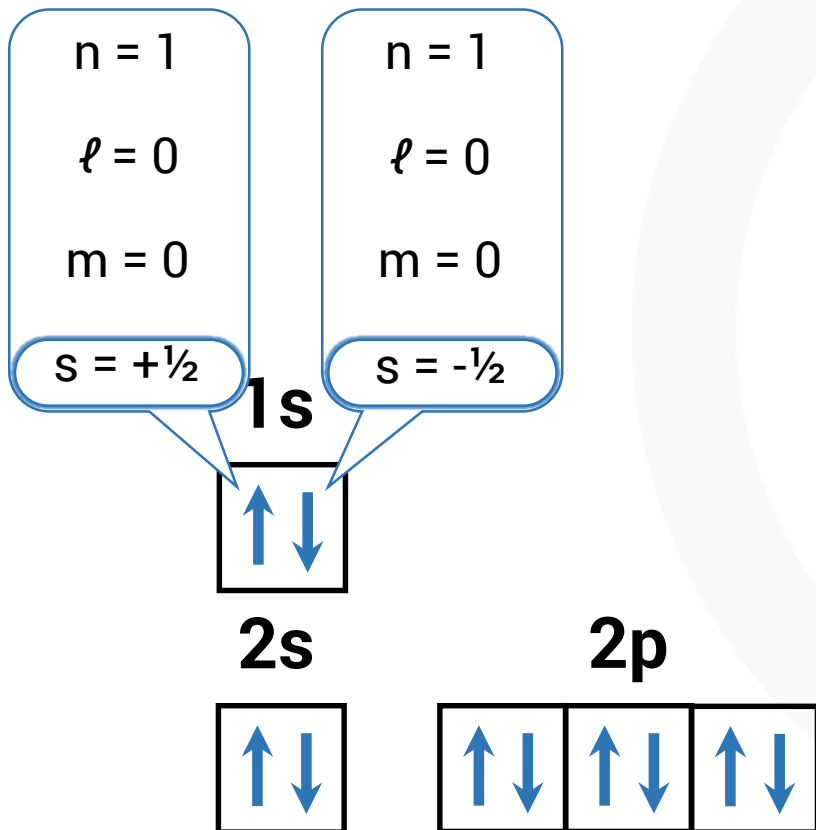 n = 1
ℓ = 0
m = 0
s = +½
n = 1
ℓ = 0
m = 0
s = -½
1s
2s
2p